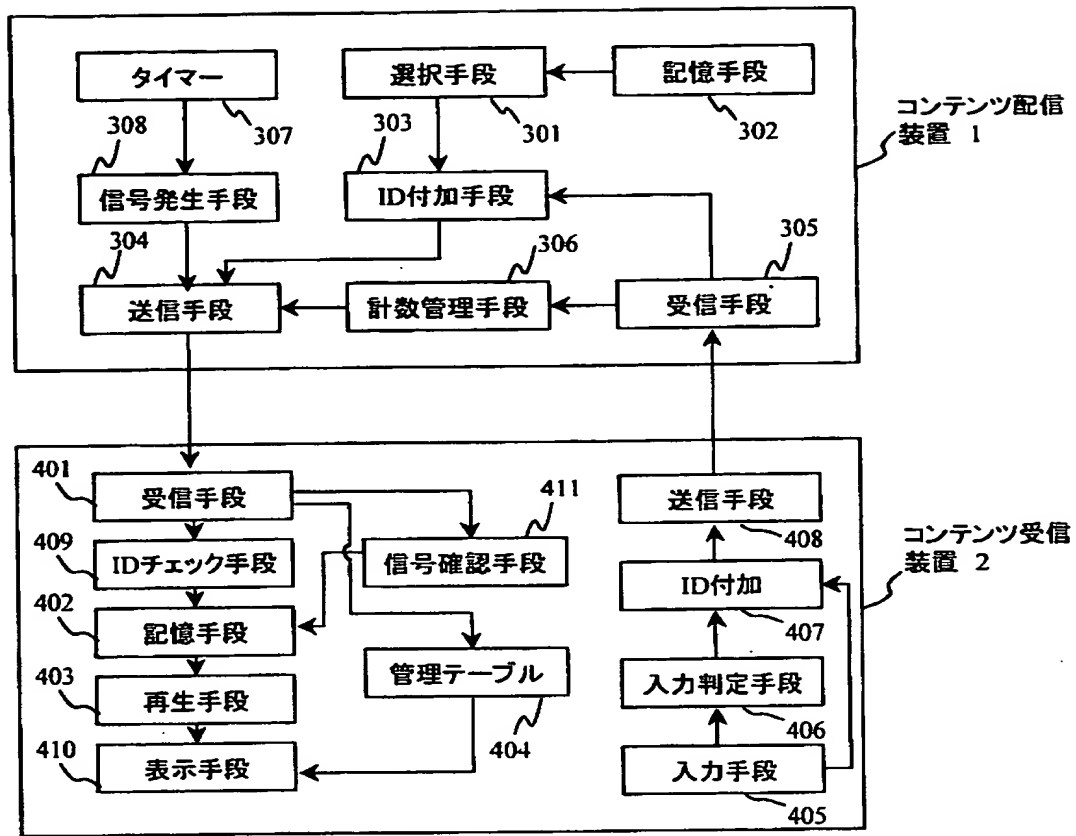 タイマー
選択手段
記憶手段
308
307
303
301
302
コンテンツ配信
装置 1
信号発生手段
ID付加手段
304
306
305
送信手段
計数管理手段
受信手段
401
受信手段
411
送信手段
408
コンテンツ受信
装置 2
409
IDチェック手段
信号確認手段
ID付加
407
402
記憶手段
403
再生手段
管理テーブル
404
入力判定手段
406
410
表示手段
入力手段
405